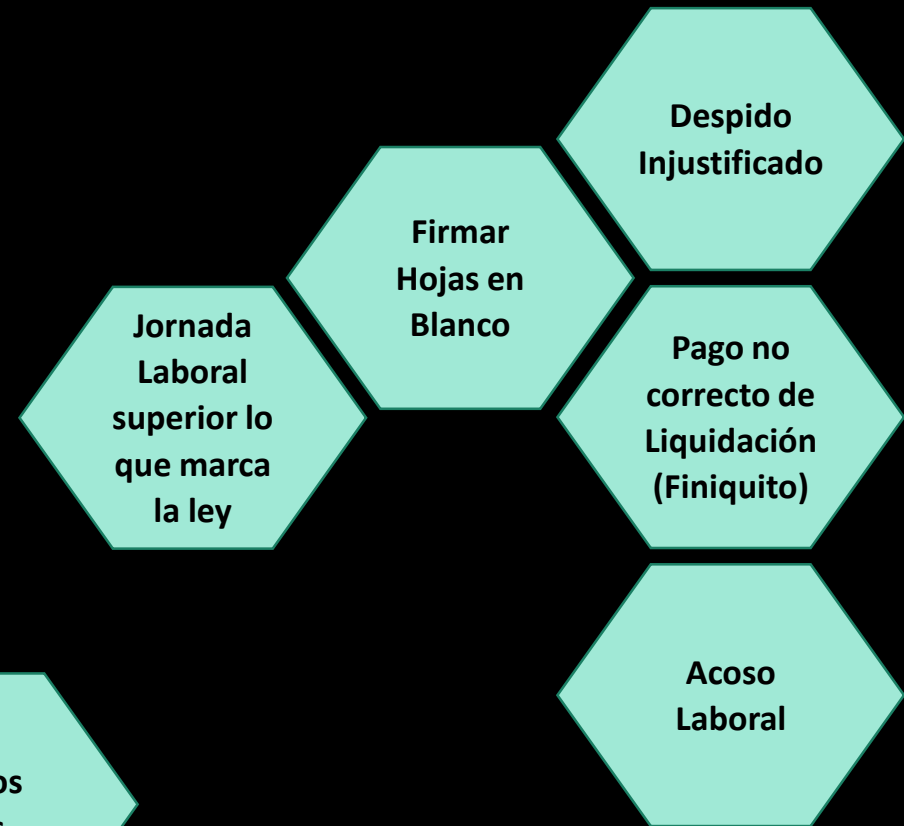 Despido
Injustificado
Firmar
Hojas en
Blanco
Jornada
Laboral
superior lo
que marca
la ley
Pago no
correcto de
Liquidación
(Finiquito)
Acoso
Laboral